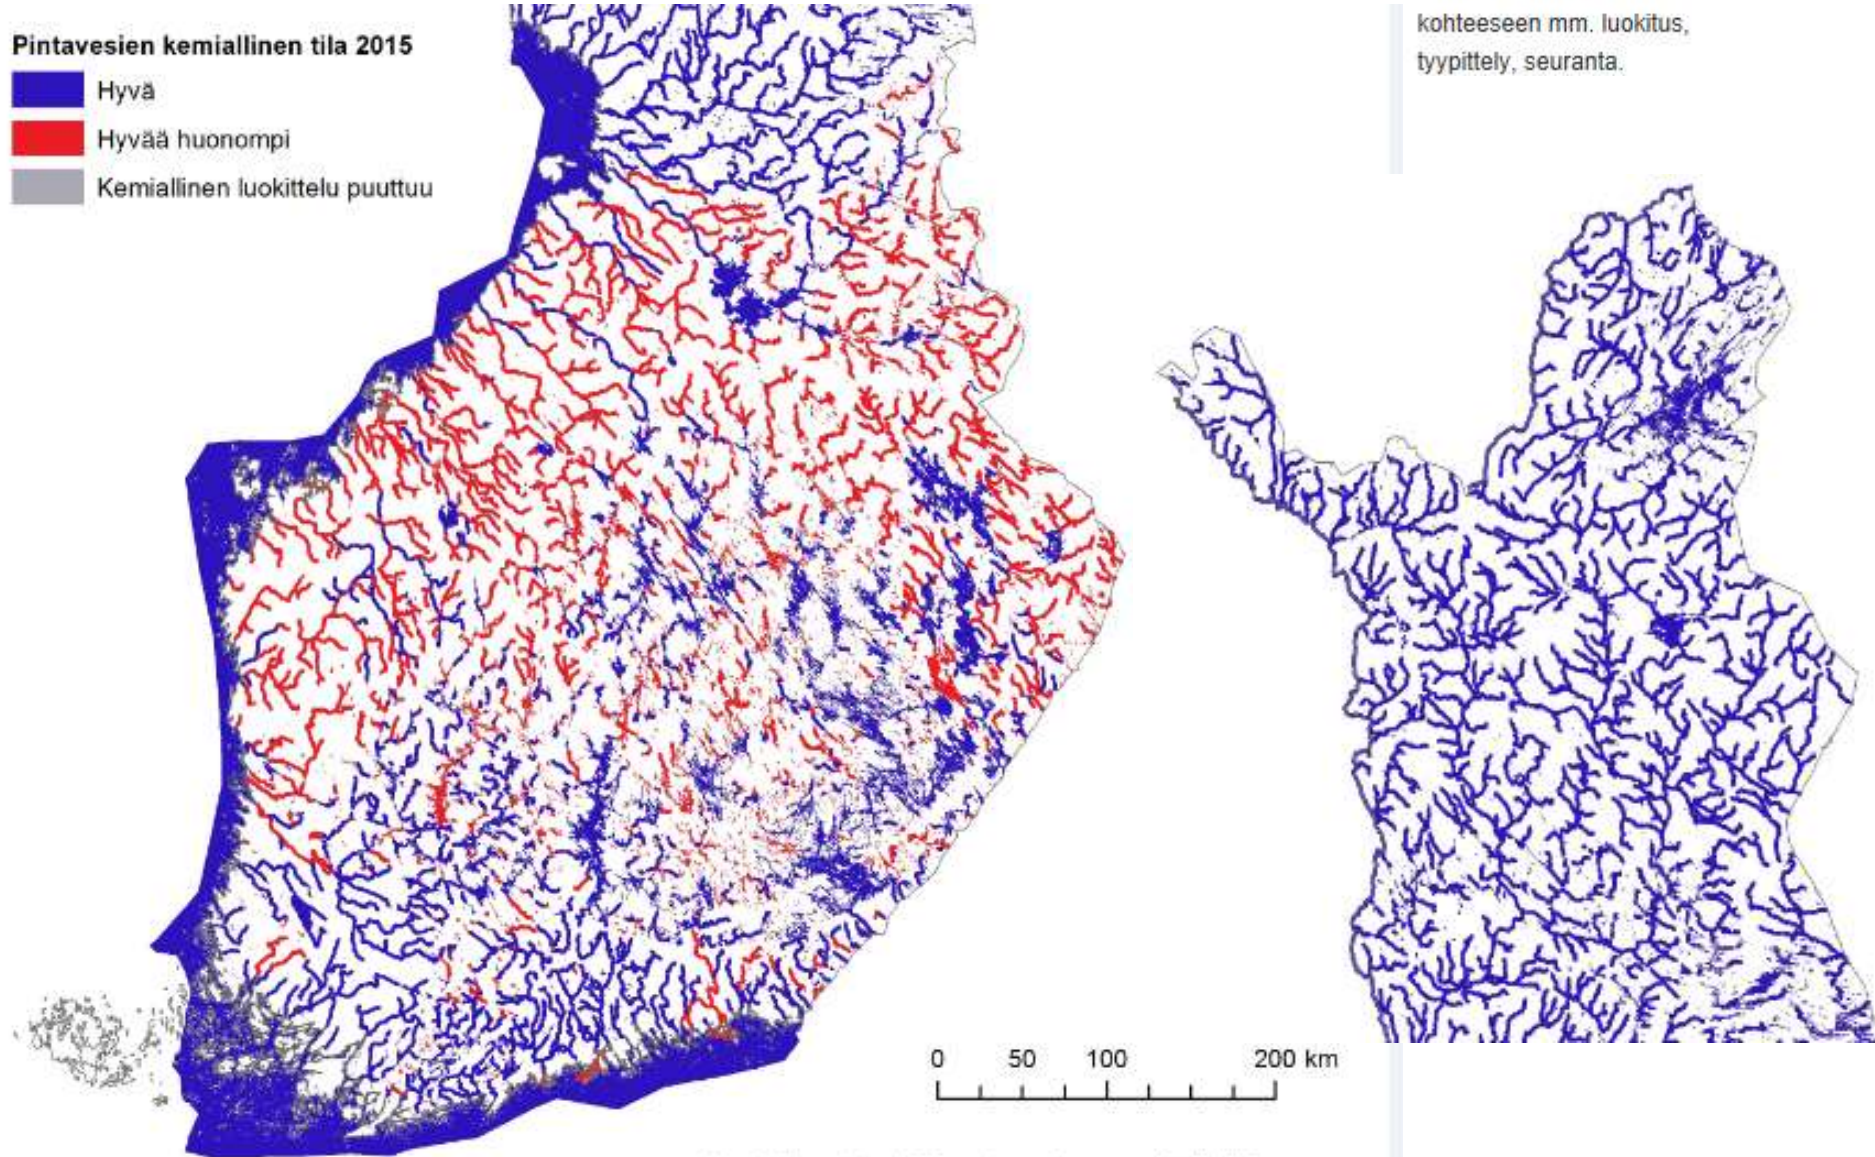 Pintavesien kemiallinen tila 2015
Hyvä
Hyvää huonompi
Kemiallinen luokittelu puuttuu
kohteeseen mm. luokitus,
tyypittely, seuranta.
0 50 100 200 km